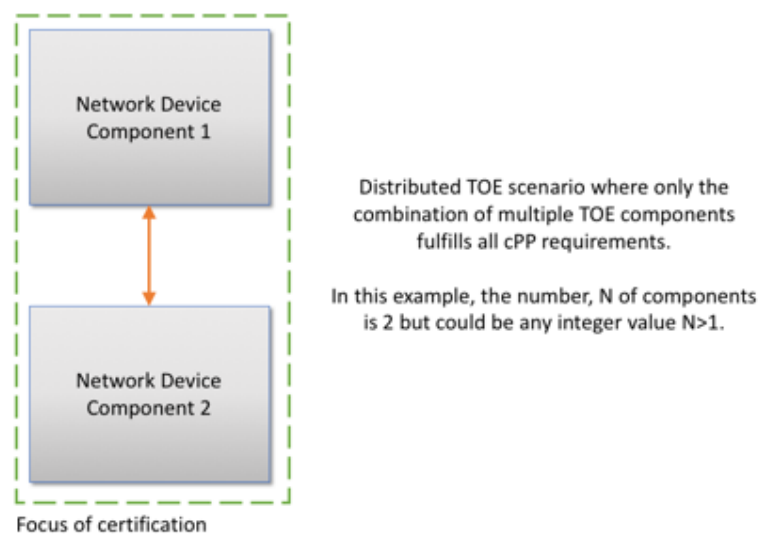 Network Device
Component 1
Distributed TOE scenario where only the
combination of multiple TOE components
fulfills all cPP requirements.
In this example, the number, N of components
is 2 but could be any integer value N>1.
Network Device
Component 2
Focus of certification